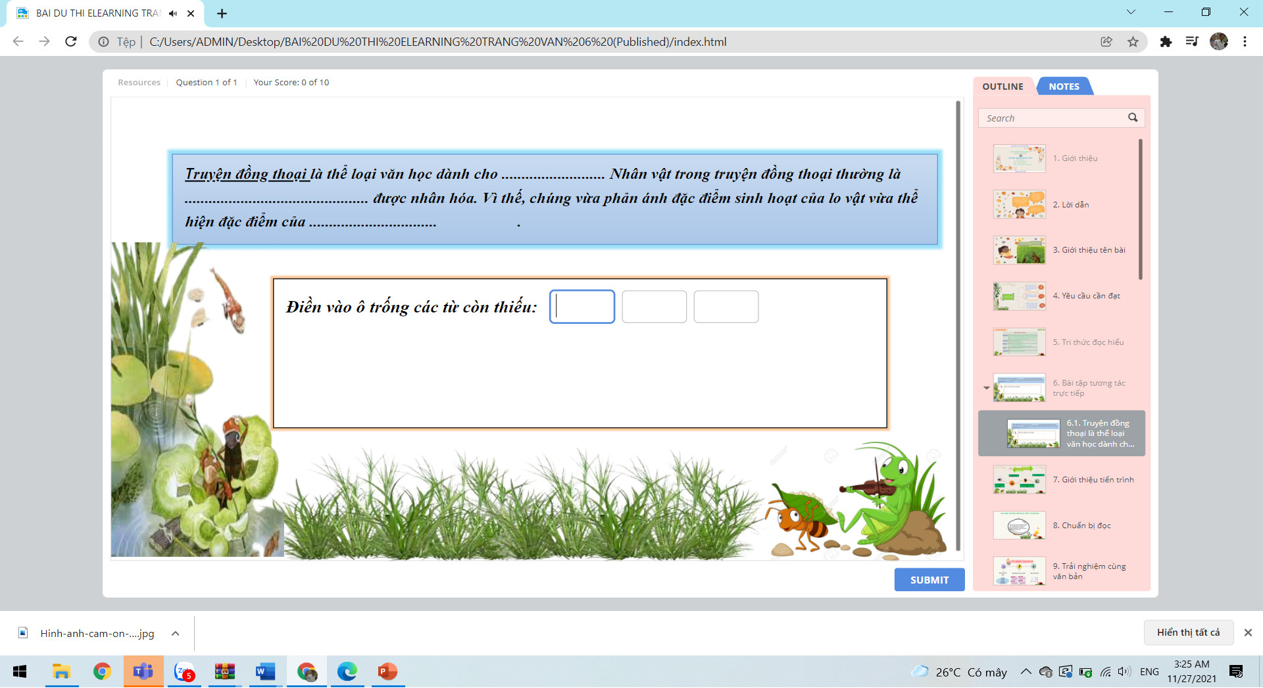 BAI DU THI ELEARNING TRA
Tệp
C:/Users/ADMIN/Desktop/BAI%20DU%20THI%20ELEARNING%20TRANG%20VAN%206%20(Published)/index.html
Resources
Question 1 of 1
Your Score: 0 of 10
Truyện đồng thoại là thể loại văn học dành cho .......................... Nhân vật trong truyện đồng thoại thường là
.............................................. được nhân hóa. Vì thế, chúng vừa phản ánh đặc điểm sinh hoạt của lo vật vừa thể
hiện đặc điểm của ................................ .
Điền vào ô trống các từ còn thiếu:
SUBMIT
OUTLINE
NOTES
Search
1. Giới thiệu
2. Lời dẫn
3. Giới thiệu tên bài
4. Yêu cầu cần đạt
5. Tri thức đọc hiểu
6. Bài tập tương tác
trực tiếp
6.1. Truyện đồng
thoại là thể loại
văn học dành ch...
7. Giới thiệu tiến trình
8. Chuẩn bị đọc
9. Trải nghiệm cùng
văn bản
Hinh-anh-cam-on-....jpg
Hiển thị tất cả
26°C Có mây
ENG
3:25 AM
11/27/2021